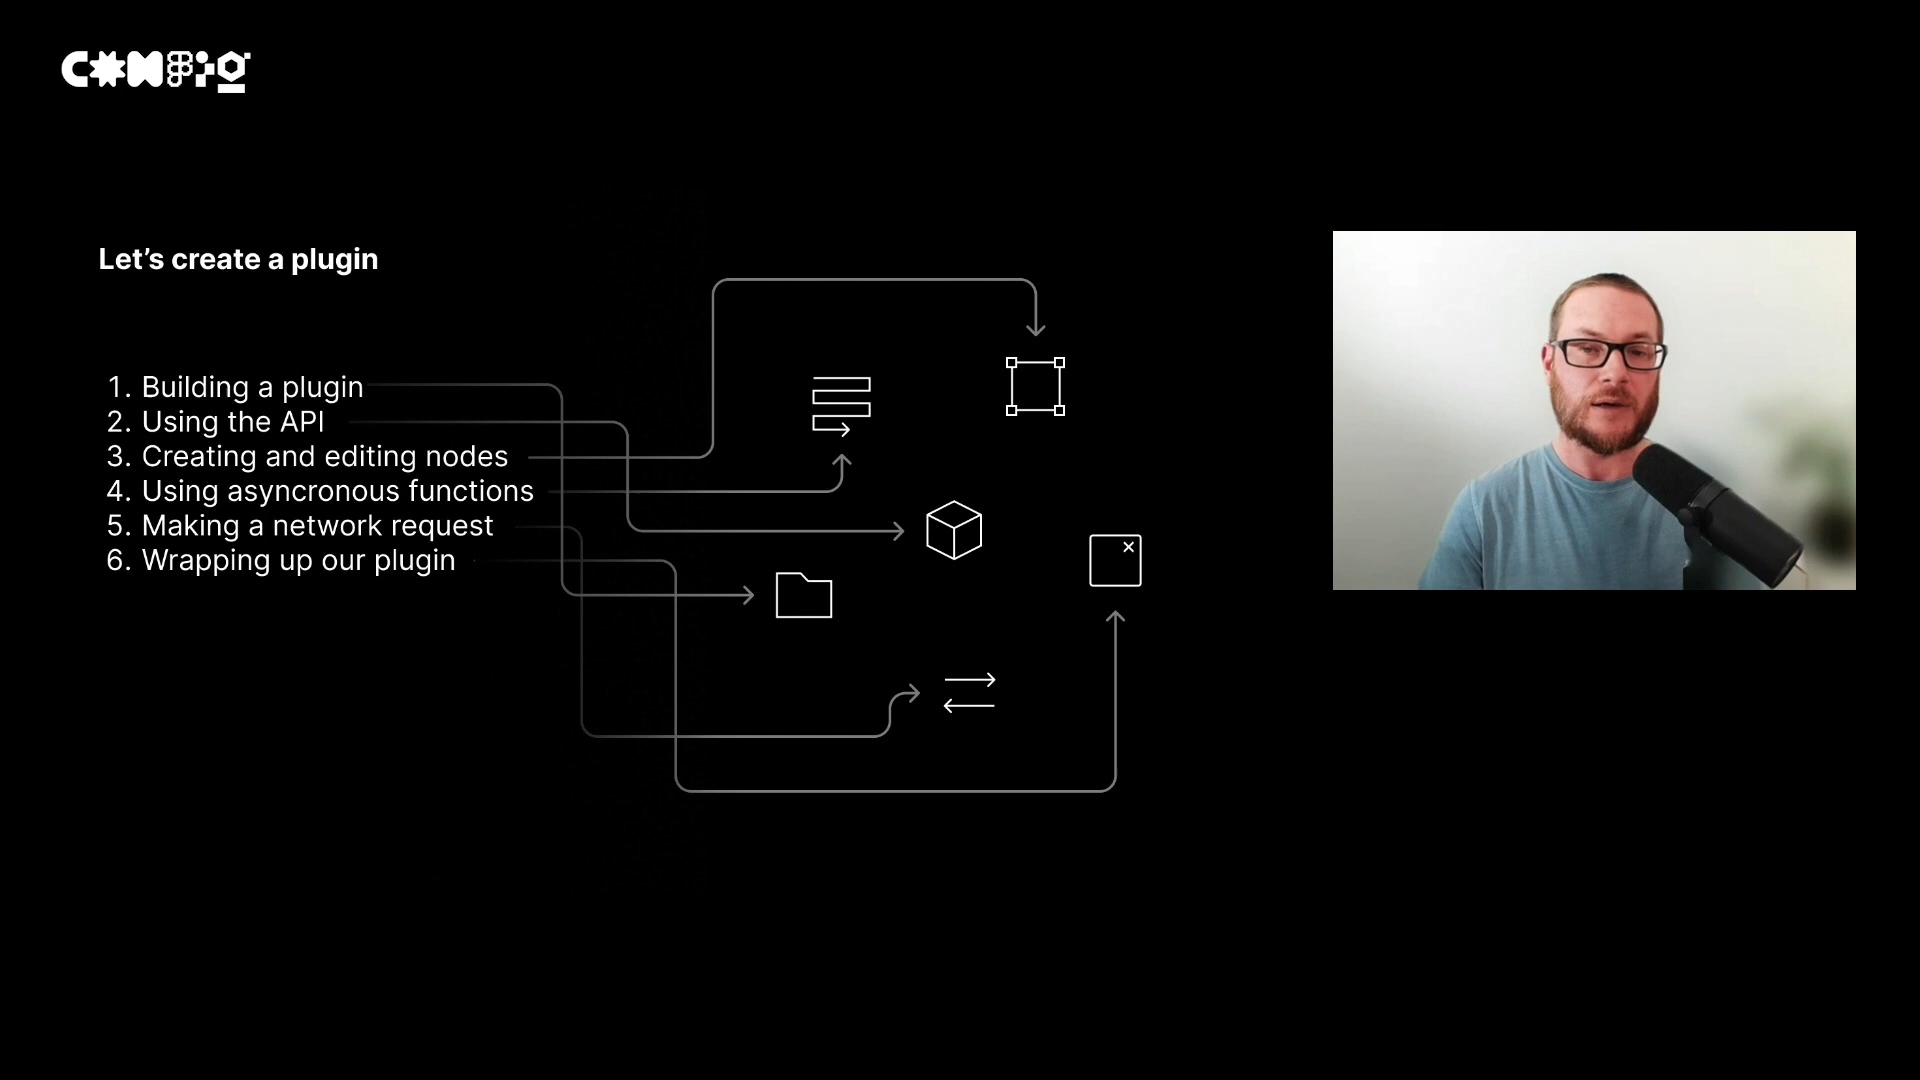 CONFIG
Let’s create a plugin
1. Building a plugin
2. Using the API
3. Creating and editing nodes
4. Using asyncronous functions
5. Making a network request
6. Wrapping up our plugin